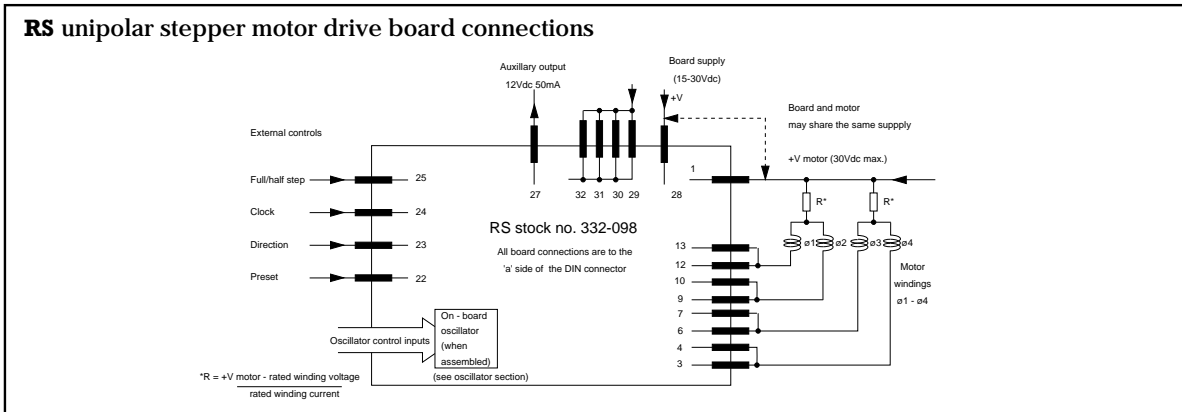 RS unipolar stepper motor drive board connections
Auxillary output
12Vdc 50mA
Board supply
(15-30Vdc)
+V
Board and motor
may share the same suppply
External controls
+V motor (30Vdc max.)
1
Full/half step
25
27
32
31
30
29
28
R*
R*
Clock
24
RS stock no. 332-098
ø1
ø2
ø3
ø4
Direction
23
All board connections are to the
'a' side of the DIN connector
13
12
Motor
windings
ø1 - ø4
Preset
22
10
9
7
6
4
3
Oscillator control inputs
On - board
oscillator
(when
assembled)
(see oscillator section)
*R = +V motor - rated winding voltage
rated winding current